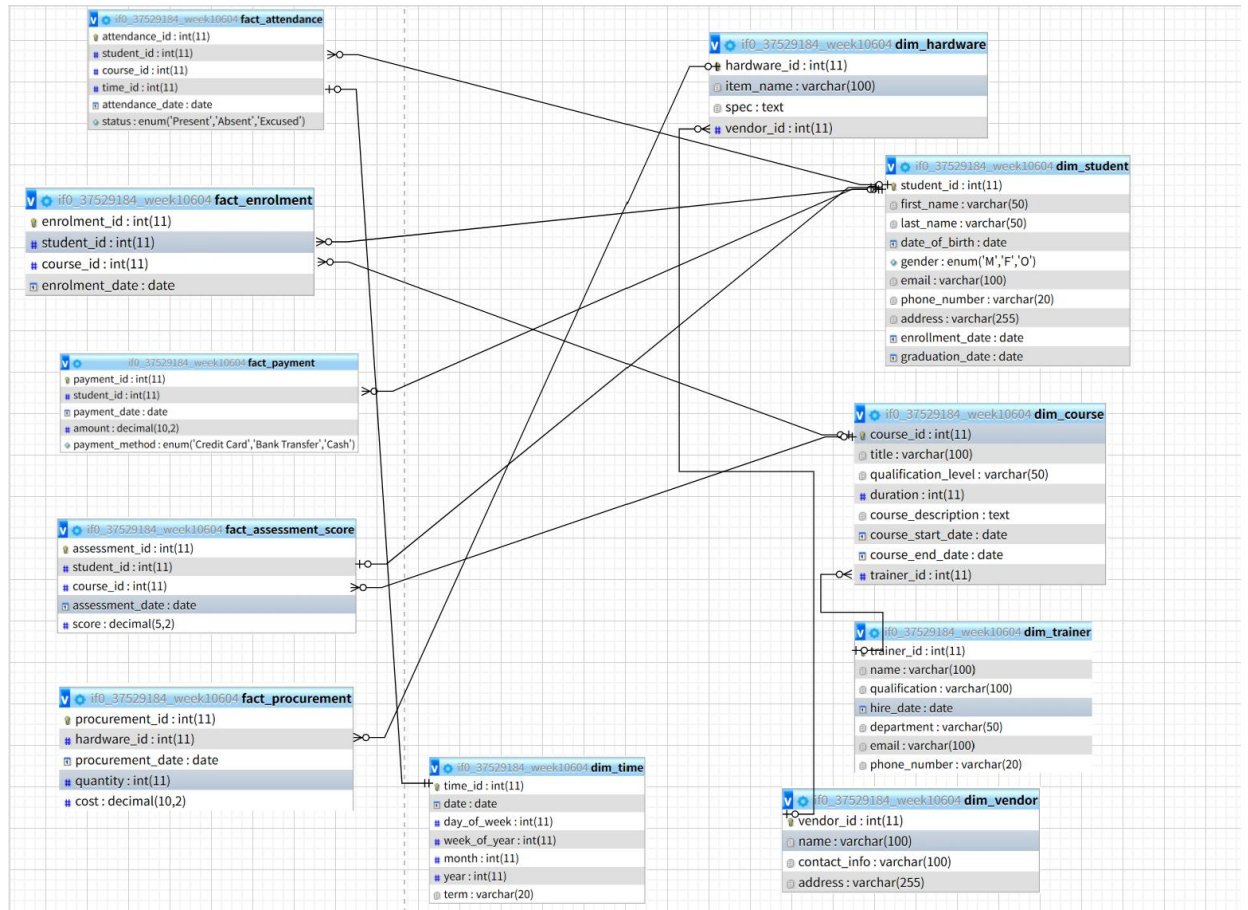 v if0_37529184_week10604 fact_attendance
attendance_id : int(11)
# student_id : int(11)
# course_id : int(11)
# time_id : int(11)
attendance_date : date
status : enum('Present','Absent','Excused')
v if0_37529184_week10604 dim_hardware
hardware_id : int(11)
item_name : varchar(100)
spec : text
# vendor_id : int(11)
v if0_37529184_week10604 dim_student
student_id : int(11)
first_name : varchar(50)
last_name : varchar(50)
date_of_birth : date
gender : enum('M','F','O')
email : varchar(100)
phone_number : varchar(20)
address : varchar(255)
enrollment_date : date
graduation_date : date
v if0_37529184_week10604 fact_enrolment
enrolment_id : int(11)
# student_id : int(11)
# course_id : int(11)
enrolment_date : date
v if0_37529184_week10604 fact_payment
payment_id : int(11)
# student_id : int(11)
payment_date : date
# amount : decimal(10,2)
payment_method : enum('Credit Card','Bank Transfer','Cash')
v if0_37529184_week10604 dim_course
course_id : int(11)
title : varchar(100)
qualification_level : varchar(50)
# duration : int(11)
course_description : text
course_start_date : date
course_end_date : date
# trainer_id : int(11)
v if0_37529184_week10604 fact_assessment_score
assessment_id : int(11)
# student_id : int(11)
# course_id : int(11)
assessment_date : date
# score : decimal(5,2)
v if0_37529184_week10604 dim_trainer
trainer_id : int(11)
name : varchar(100)
qualification : varchar(100)
hire_date : date
department : varchar(50)
email : varchar(100)
phone_number : varchar(20)
v if0_37529184_week10604 fact_procurement
procurement_id : int(11)
# hardware_id : int(11)
procurement_date : date
# quantity : int(11)
# cost : decimal(10,2)
v if0_37529184_week10604 dim_time
time_id : int(11)
date : date
# day_of_week : int(11)
# week_of_year : int(11)
# month : int(11)
# year : int(11)
term : varchar(20)
v if0_37529184_week10604 dim_vendor
vendor_id : int(11)
name : varchar(100)
contact_info : varchar(100)
address : varchar(255)